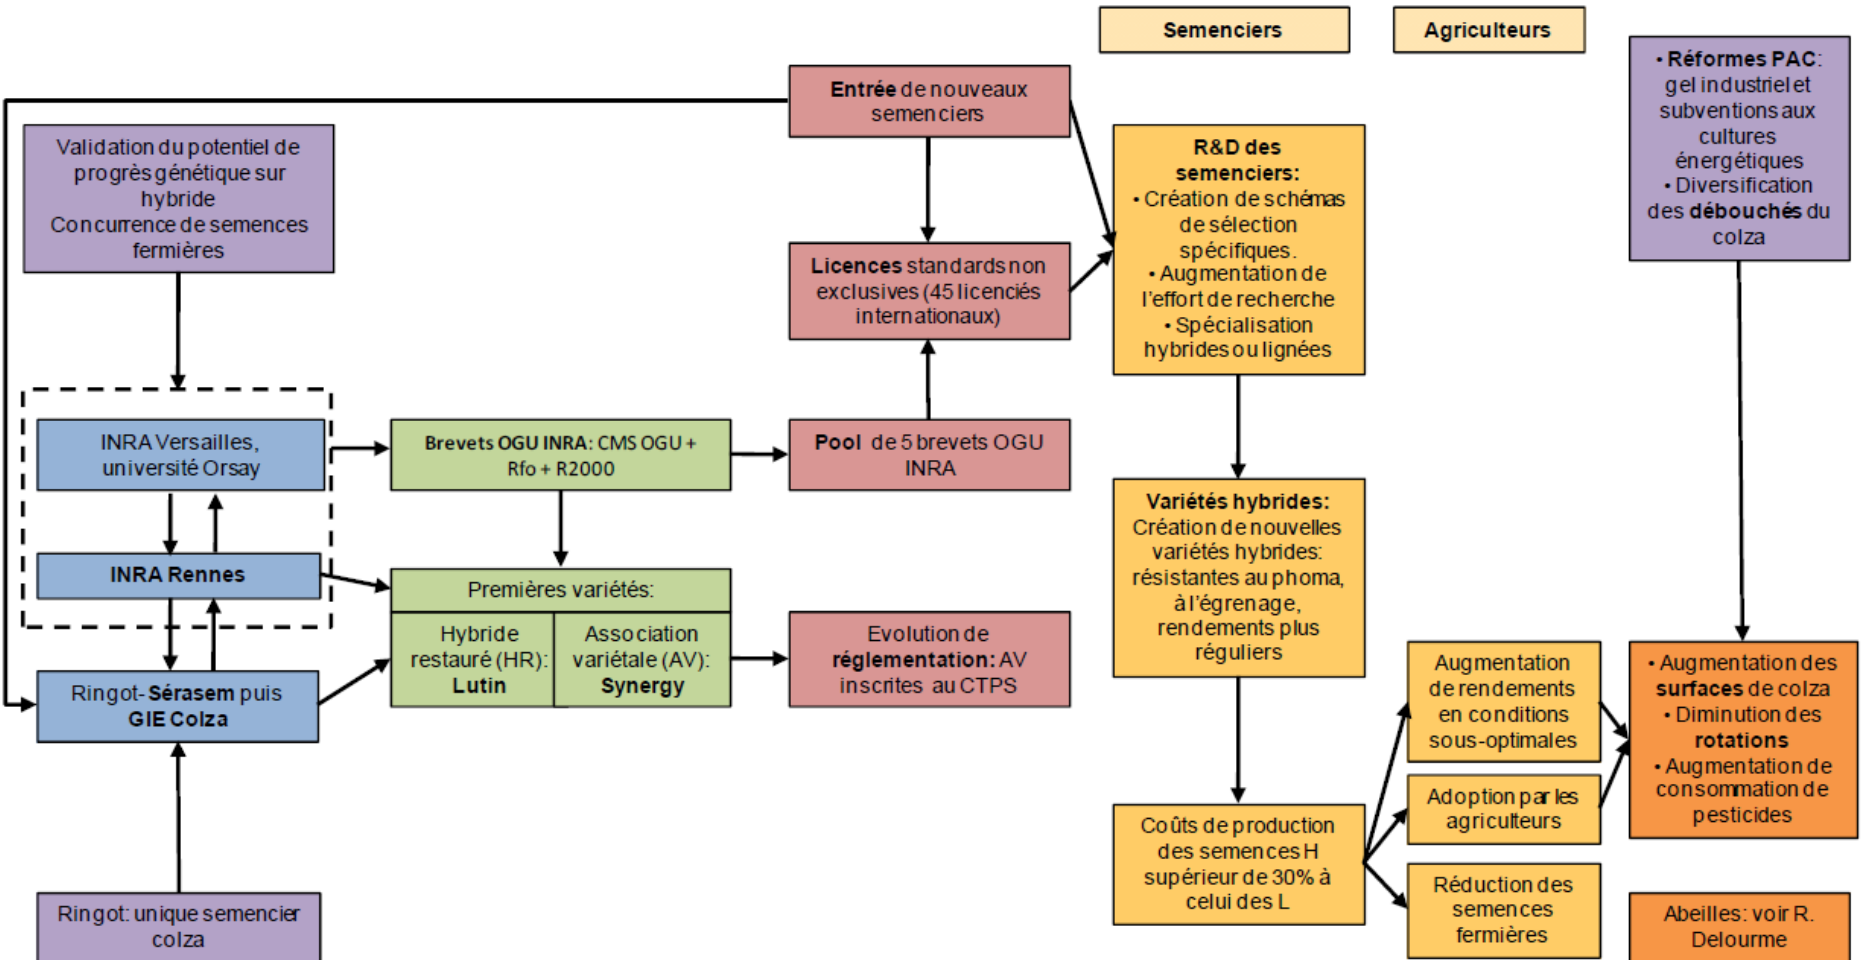 Semenciers
Agriculteurs
Validation du potentiel de
progrès génétique sur
hybride
Concurrence de semences
fermières
INRA Versailles,
université Orsay
INRA Rennes
Ringot- Sérasem puis
GIE Colza
Ringot: unique semencier
colza
Brevets OGU INRA: CMS OGU +
Rfo + R2000
Premières variétés:
Hybride
restauré (HR):
Lutin
Association
variétale (AV):
Synergy
Entrée de nouveaux
semenciers
Licences standards non
exclusives (45 licenciés
internationaux)
Pool de 5 brevets OGU
INRA
Evolution de
réglementation: AV
inscrites au CTPS
R&D des
semenciers:
• Création de schémas
de sélection
spécifiques.
• Augmentation de
l'effort de recherche
• Spécialisation
hybrides ou lignées
Variétés hybrides:
Création de nouvelles
variétés hybrides:
résistantes au phoma,
à l'égrenage,
rendements plus
réguliers
Coûts de production
des semences H
supérieur de 30% à
celui des L
Augmentation
de rendements
en conditions
sous-optimales
Adoption par les
agriculteurs
Réduction des
semences
fermières
• Réformes PAC:
gel industriel et
subventions aux
cultures
énergétiques
• Diversification
des débouchés du
colza
• Augmentation des
surfaces de colza
• Diminution des
rotations
• Augmentation de
consommation de
pesticides
Abeilles: voir R.
Delourme